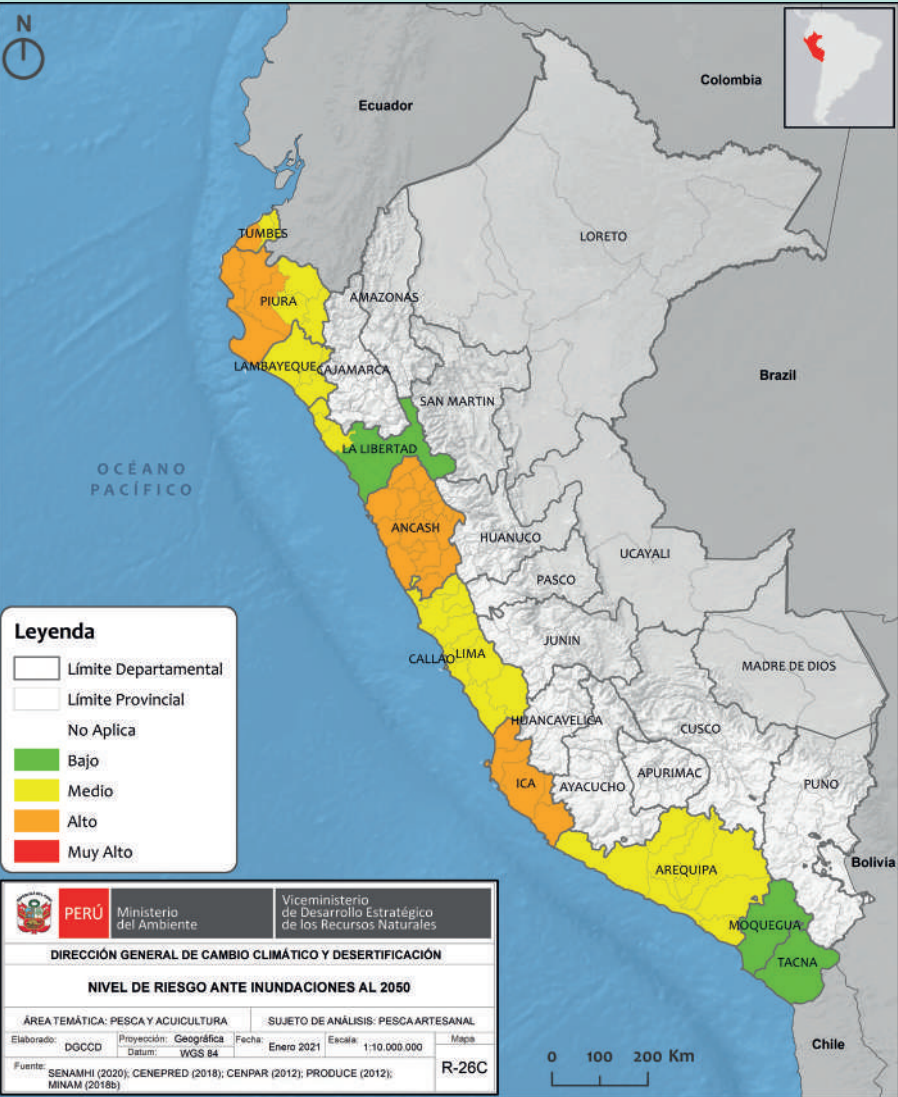 N
Colombia
Ecuador
LORETO
TUMBES
PIURA
AMAZONAS
LAMBAYEQUE
CAJAMARCA
Brazil
SAN MARTIN
LA LIBERTAD
OCÉANO
PACÍFICO
ANCASH
HUANUCO
UCAYALI
PASCO
JUNIN
CALLAO
LIMA
MADRE DE DIOS
HUANCAVELICA
CUSCO
ICA
AYACUCHO
APURIMAC
PUNO
Bolivia
AREQUIPA
MOQUEGUA
TACNA
Chile
0 100 200 Km
Leyenda
Límite Departamental
Límite Provincial
No Aplica
Bajo
Medio
Alto
Muy Alto
PERÚ
Ministerio
del Ambiente
Viceministerio
de Desarrollo Estratégico
de los Recursos Naturales
DIRECCIÓN GENERAL DE CAMBIO CLIMÁTICO Y DESERTIFICACIÓN
NIVEL DE RIESGO ANTE INUNDACIONES AL 2050
ÁREA TEMÁTICA: PESCA Y ACUICULTURA
SUJETO DE ANÁLISIS: PESCA ARTESANAL
Elaborado: DGCCD
Proyección: Geográfica
Datum: WGS 84
Fecha: Enero 2021
Escala: 1:10.000.000
Mapa
R-26C
Fuente: SENAMHI (2020); CENEPRED (2018); CENPAR (2012); PRODUCE (2012);
MINAM (2018b)